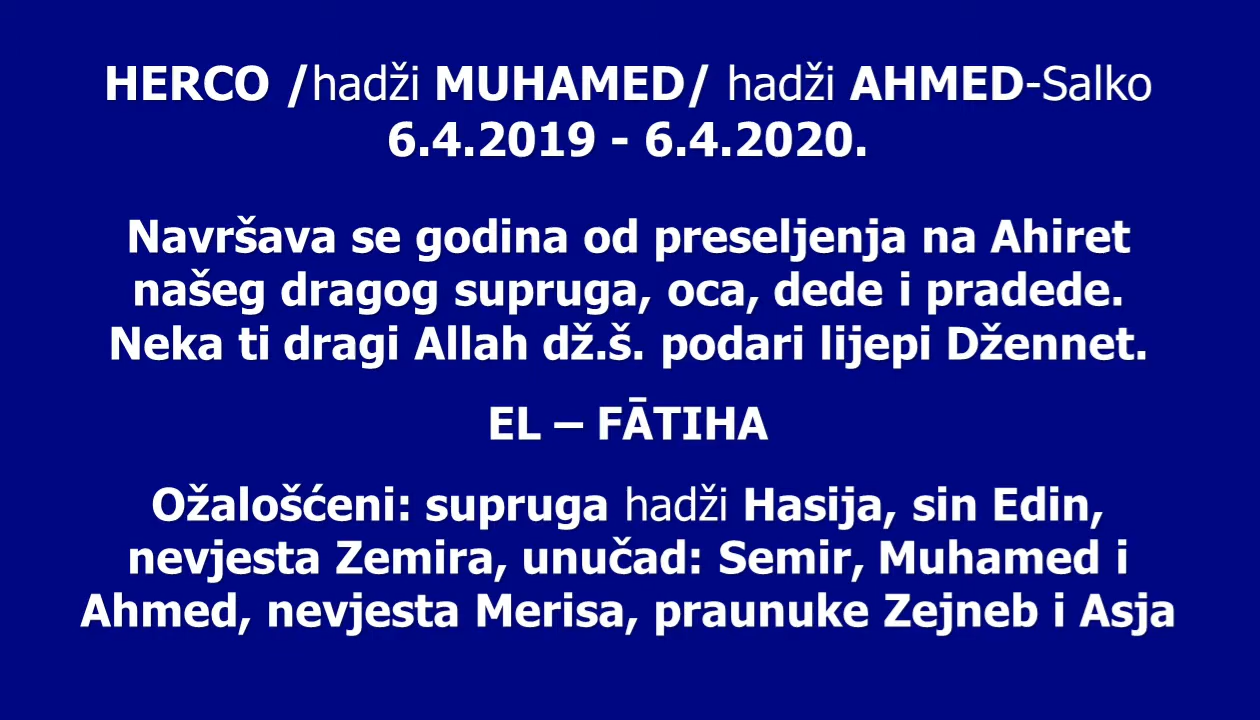 HERCO /hadži MUHAMED/ hadži AHMED-Salko
6.4.2019 - 6.4.2020.
Navršava se godina od preseljenja na Ahiret
našeg dragog supruga, oca, dede i pradede.
Neka ti dragi Allah dž.š. podari lijepi Džennet.
EL – FĀTIHA
Ožalošćeni: supruga hadži Hasija, sin Edin,
nevjesta Zemira, unučad: Semir, Muhamed i
Ahmed, nevjesta Merisa, praunuke Zejneb i Asja